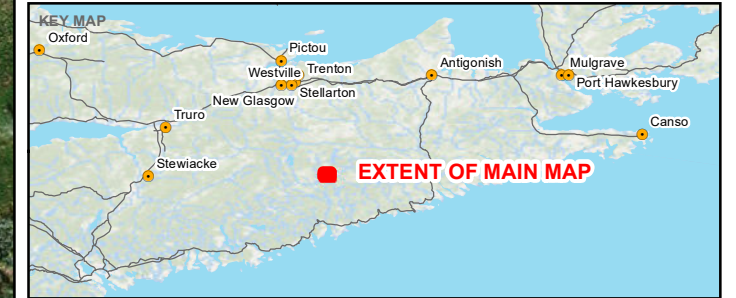 KEY MAP
Oxford
Pictou
Westville
Trenton
Antigonish
Mulgrave
Port Hawkesbury
New Glasgow
Stellarton
Truro
Canso
Stewiacke
EXTENT OF MAIN MAP